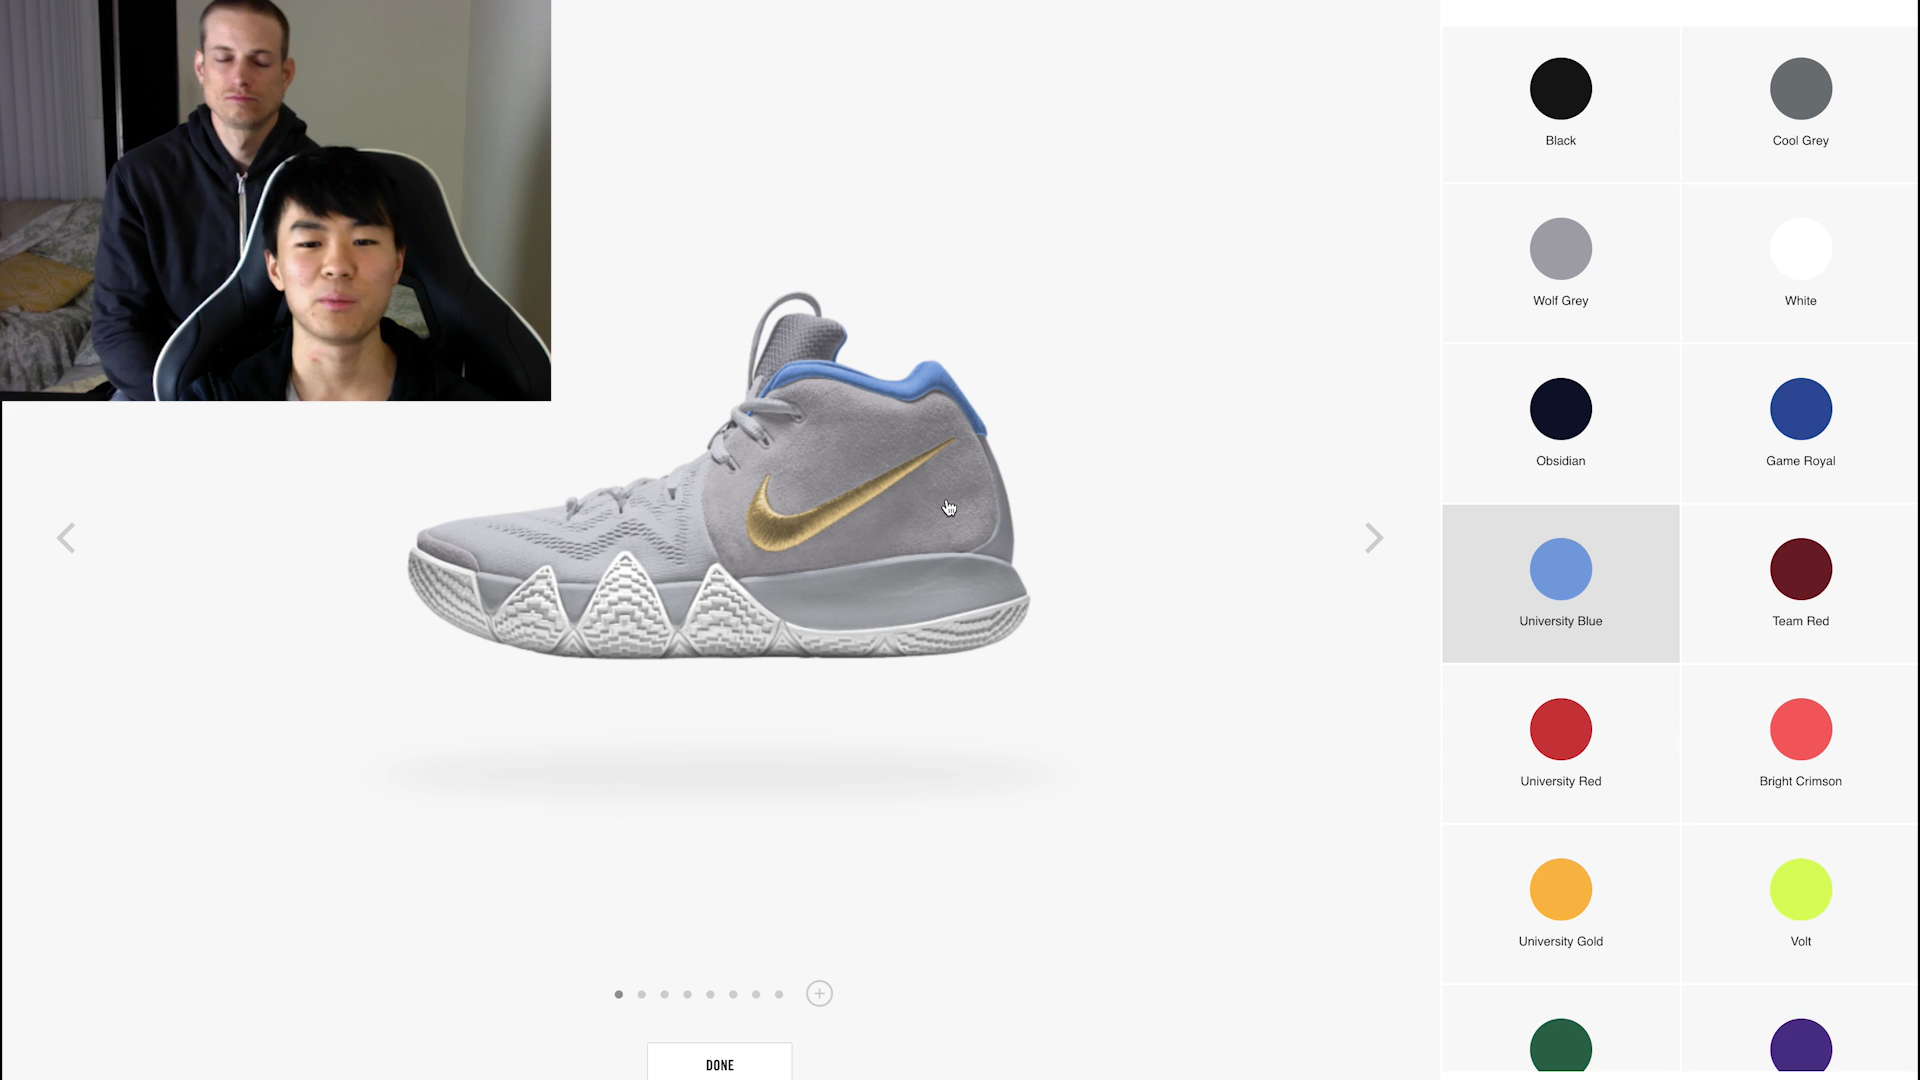 Black
Cool Grey
Wolf Grey
White
Obsidian
Game Royal
University Blue
Team Red
University Red
Bright Crimson
University Gold
Volt
DONE